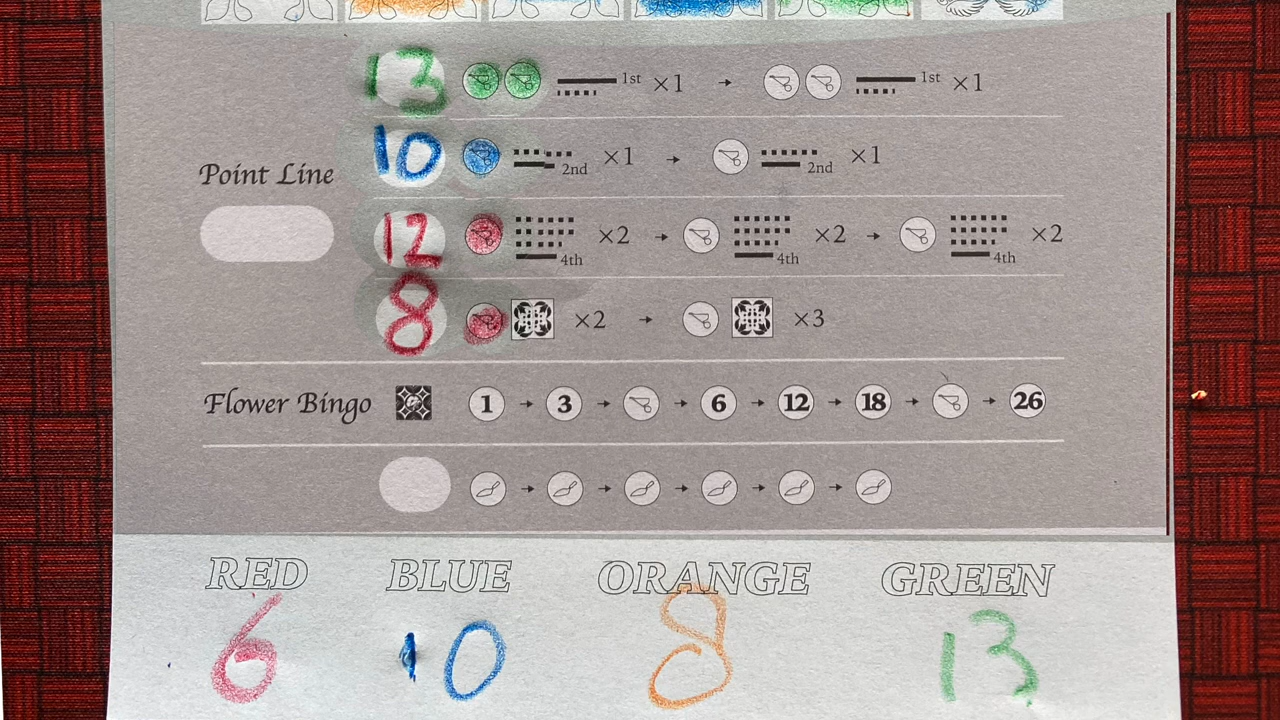 13 1st ×1 → 1st ×1
Point Line
10 2nd ×1 → 2nd ×1
12 4th ×2 → 4th ×2 → 4th ×2
8 ×2 → ×3
Flower Bingo 1 → 3 → → 6 → 12 → 18 → → 26
RED BLUE ORANGE GREEN
6 10 8 13